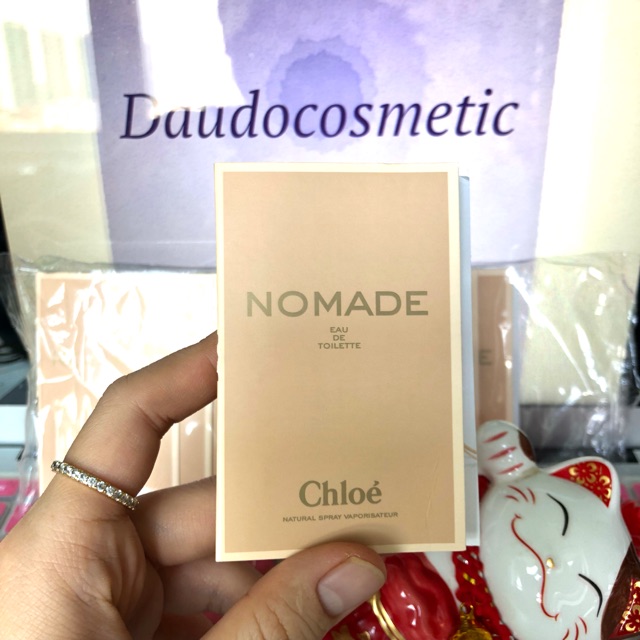 Daudocosmetic
NOMADE
EAU
DE
TOILETTE
Chloé
NATURAL SPRAY VAPORISATEUR